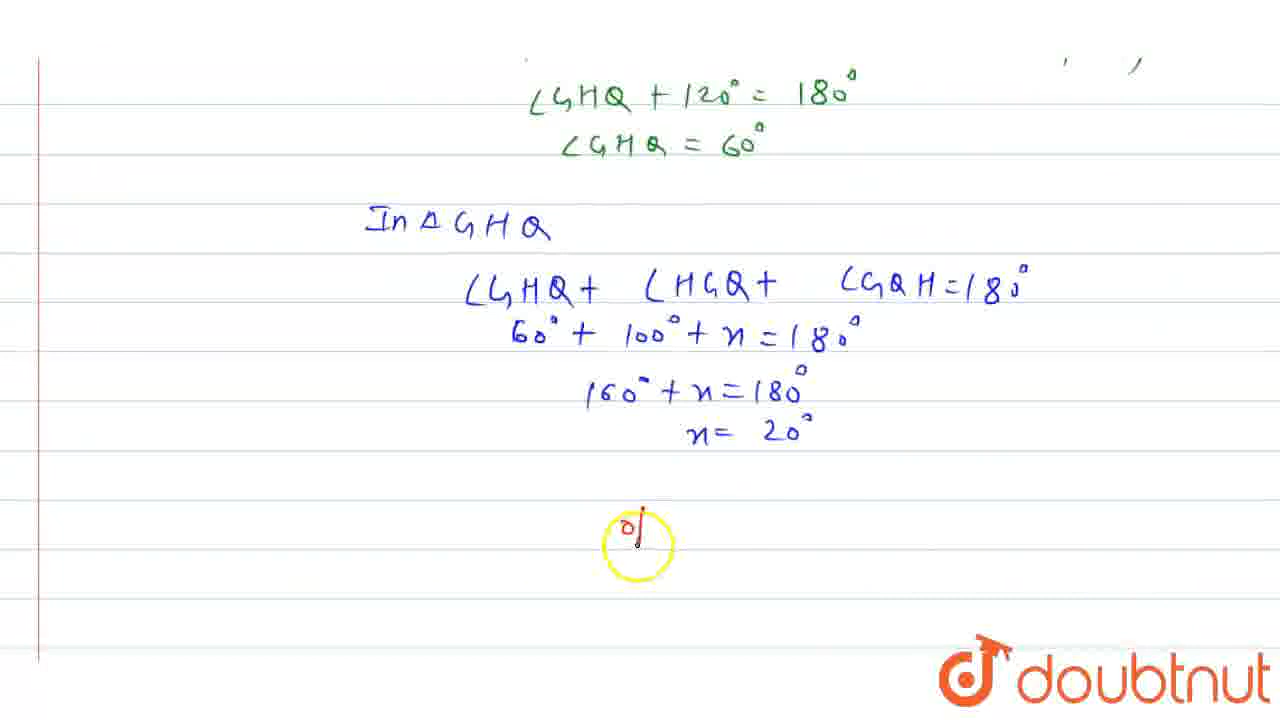 ∠GHQ + 120° = 180°
∠GHQ = 60°
In Δ GHQ
∠GHQ + ∠HGQ + ∠GQH = 180°
60° + 100° + x = 180°
160° + x = 180°
x = 20°
doubtnut